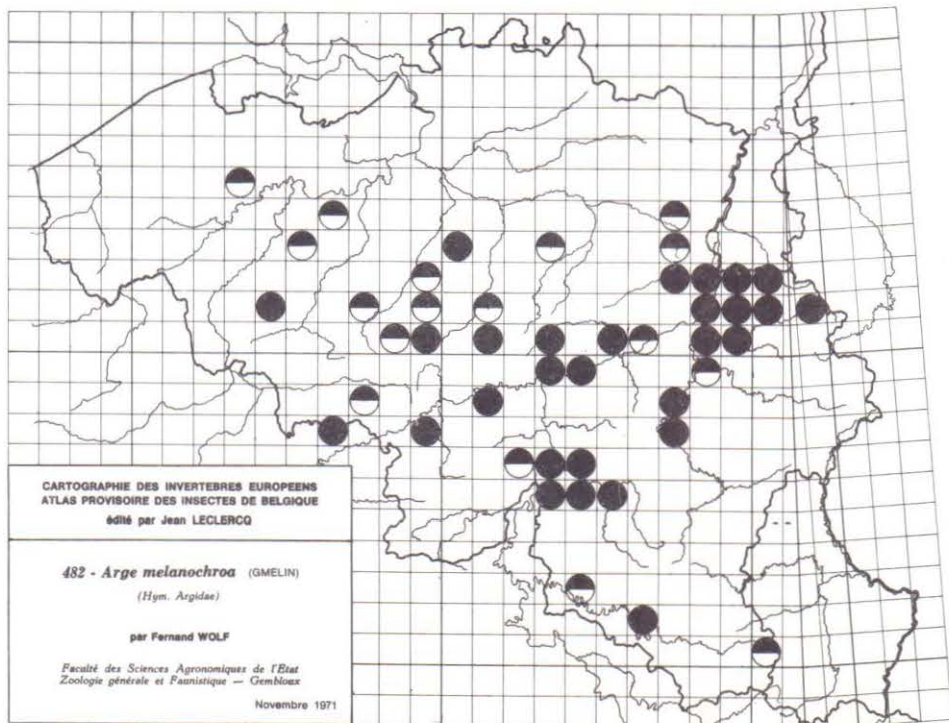 CARTOGRAPHIE DES INVERTEBRES EUROPEENS
ATLAS PROVISOIRE DES INSECTES DE BELGIQUE
édité par Jean LECLERCQ
482 - Arge melanochroa (GMELIN)
(Hym. Argidae)
par Fernand WOLF
Faculté des Sciences Agronomiques de l'Etat
Zoologie générale et Faunistique — Gembloux
Novembre 1971